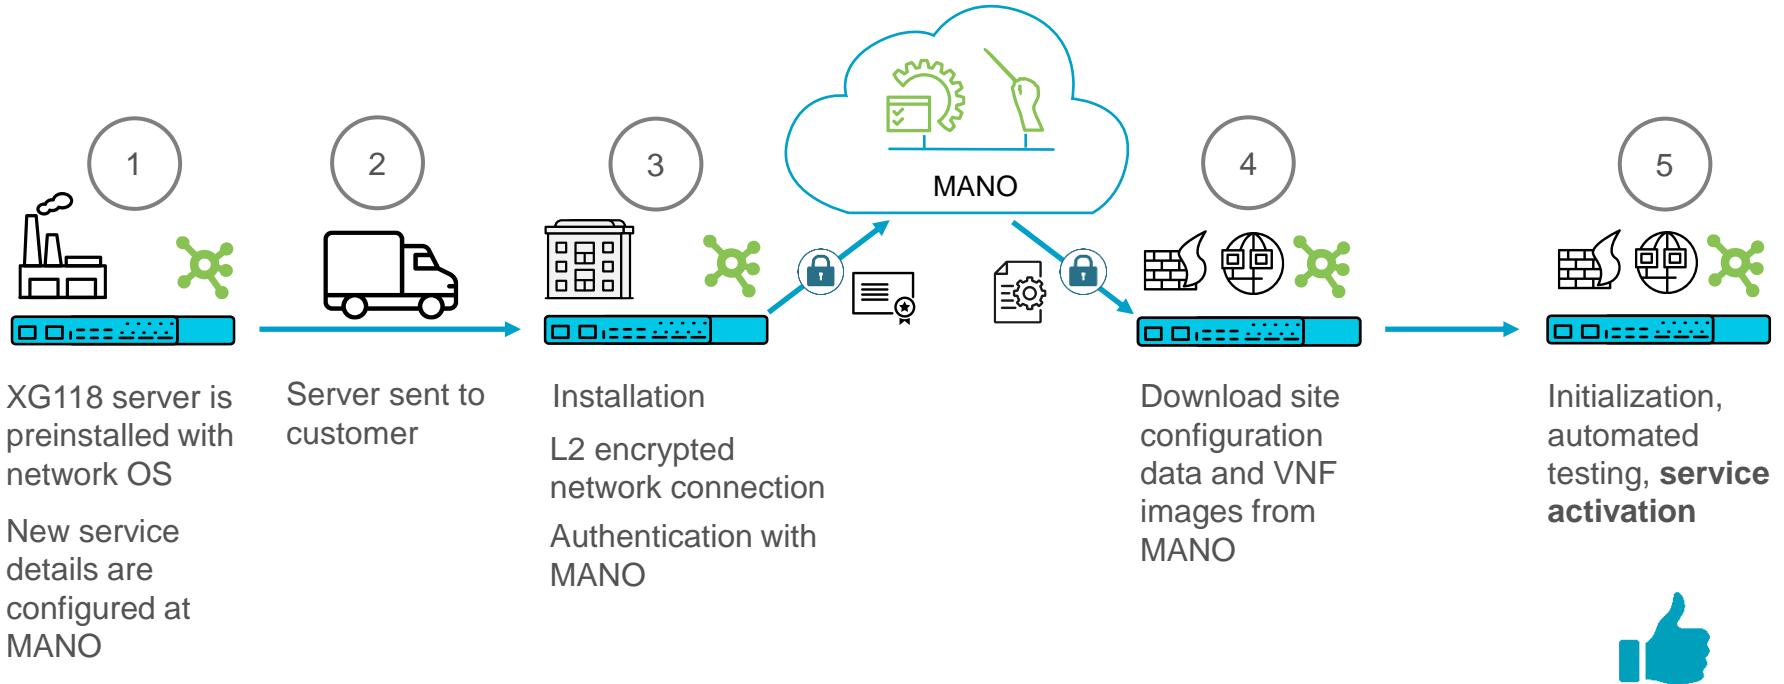 1
2
3
MANO
4
5
XG118 server is
preinstalled with
network OS
New service
details are
configured at
MANO
Server sent to
customer
Installation
L2 encrypted
network connection
Authentication with
MANO
Download site
configuration
data and VNF
images from
MANO
Initialization,
automated
testing, service
activation